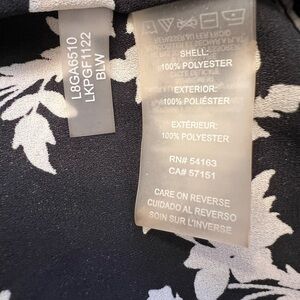 L8GA6510
LKPGF1122
BLW
SHELL:
100% POLYESTER
EXTERIOR:
100% POLIÉSTER
EXTÉRIEUR:
100% POLYESTER
RN# 54163
CA# 57151
CARE ON REVERSE
CUIDADO AL REVERSO
SOIN SUR L'INVERSE